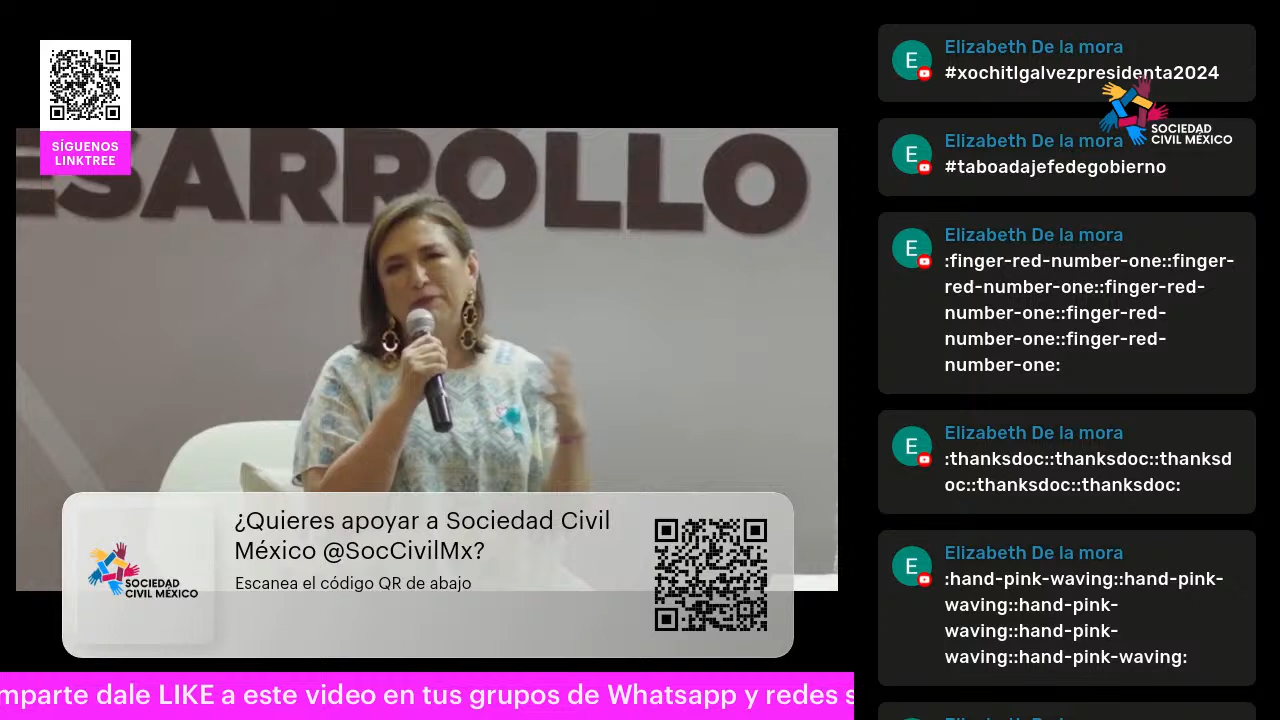 SÍGUENOS
LINKTREE
ESARROLLO
¿Quieres apoyar a Sociedad Civil
México @SocCivilMx?
Escanea el código QR de abajo
SOCIEDAD
CIVIL MÉXICO
mparte dale LIKE a este video en tus grupos de Whatsapp y redes s
Elizabeth De la mora
#xochitlgalvezpresidenta2024
SOCIEDAD
CIVIL MÉXICO
Elizabeth De la mora
#taboadajefedegobierno
Elizabeth De la mora
:finger-red-number-one::finger-
red-number-one::finger-red-
number-one::finger-red-
number-one::finger-red-
number-one:
Elizabeth De la mora
:thanksdoc::thanksdoc::thanksd
oc::thanksdoc::thanksdoc:
Elizabeth De la mora
:hand-pink-waving::hand-pink-
waving::hand-pink-
waving::hand-pink-
waving::hand-pink-waving: